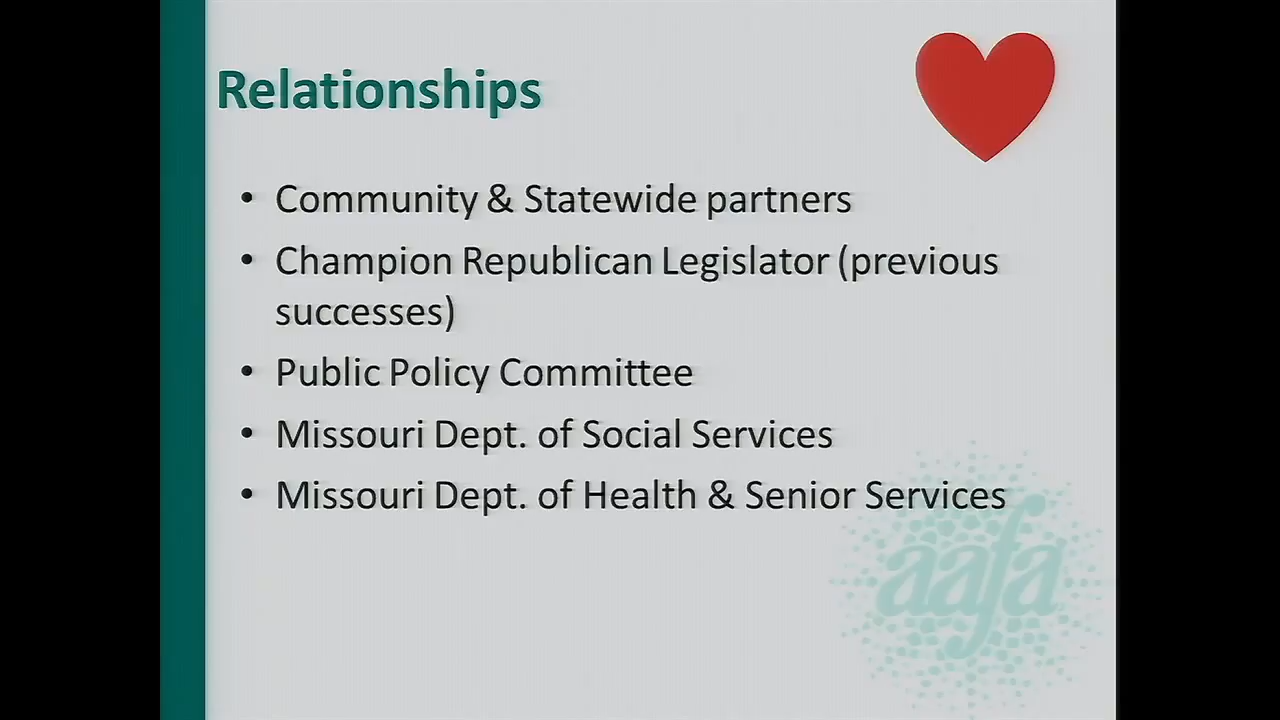 Relationships
• Community & Statewide partners
• Champion Republican Legislator (previous
successes)
• Public Policy Committee
• Missouri Dept. of Social Services
• Missouri Dept. of Health & Senior Services
aafa